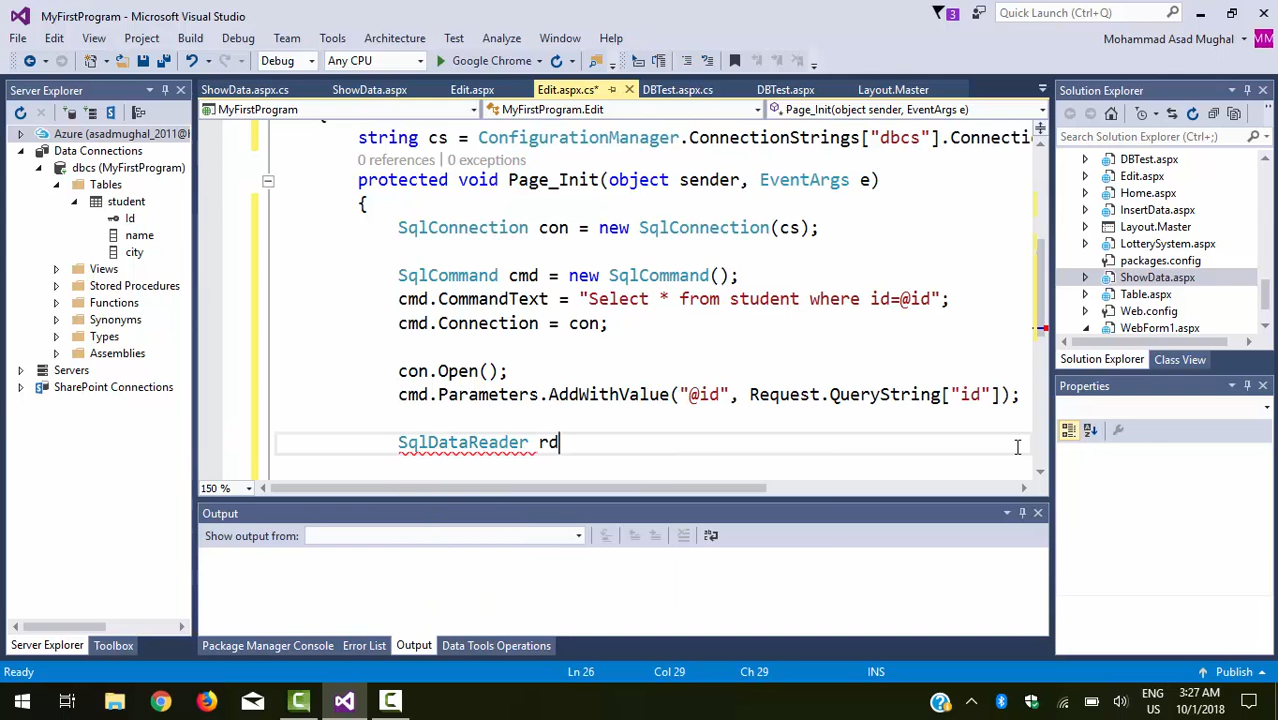 MyFirstProgram - Microsoft Visual Studio
3
Quick Launch (Ctrl+Q)
File Edit View Project Build Debug Team Tools Architecture Test Analyze Window Help
Mohammad Asad Mughal
MM
Debug
Any CPU
Google Chrome
Server Explorer
Azure (asadmughal_2011@
Data Connections
dbcs (MyFirstProgram)
Tables
student
Id
name
city
Views
Stored Procedures
Functions
Synonyms
Types
Assemblies
Servers
SharePoint Connections
Server Explorer Toolbox
ShowData.aspx.cs ShowData.aspx Edit.aspx Edit.aspx.cs* DBTest.aspx.cs DBTest.aspx Layout.Master
MyFirstProgram MyFirstProgram.Edit Page_Init(object sender, EventArgs e)
string cs = ConfigurationManager.ConnectionStrings["dbcs"].Connectio
0 references | 0 exceptions
protected void Page_Init(object sender, EventArgs e)
{
SqlConnection con = new SqlConnection(cs);
SqlCommand cmd = new SqlCommand();
cmd.CommandText = "Select * from student where id=@id";
cmd.Connection = con;
con.Open();
cmd.Parameters.AddWithValue("@id", Request.QueryString["id"]);
SqlDataReader rd
150 %
Output
Show output from:
Package Manager Console Error List Output Data Tools Operations
Solution Explorer
Search Solution Explorer (Ctrl+;)
DBTest.aspx
Edit.aspx
Home.aspx
InsertData.aspx
Layout.Master
LotterySystem.aspx
packages.config
ShowData.aspx
Table.aspx
Web.config
WebForm1.aspx
Solution Explorer Class View
Properties
Ready
Ln 26
Col 29
Ch 29
INS
Publish
ENG
US
3:27 AM
10/1/2018